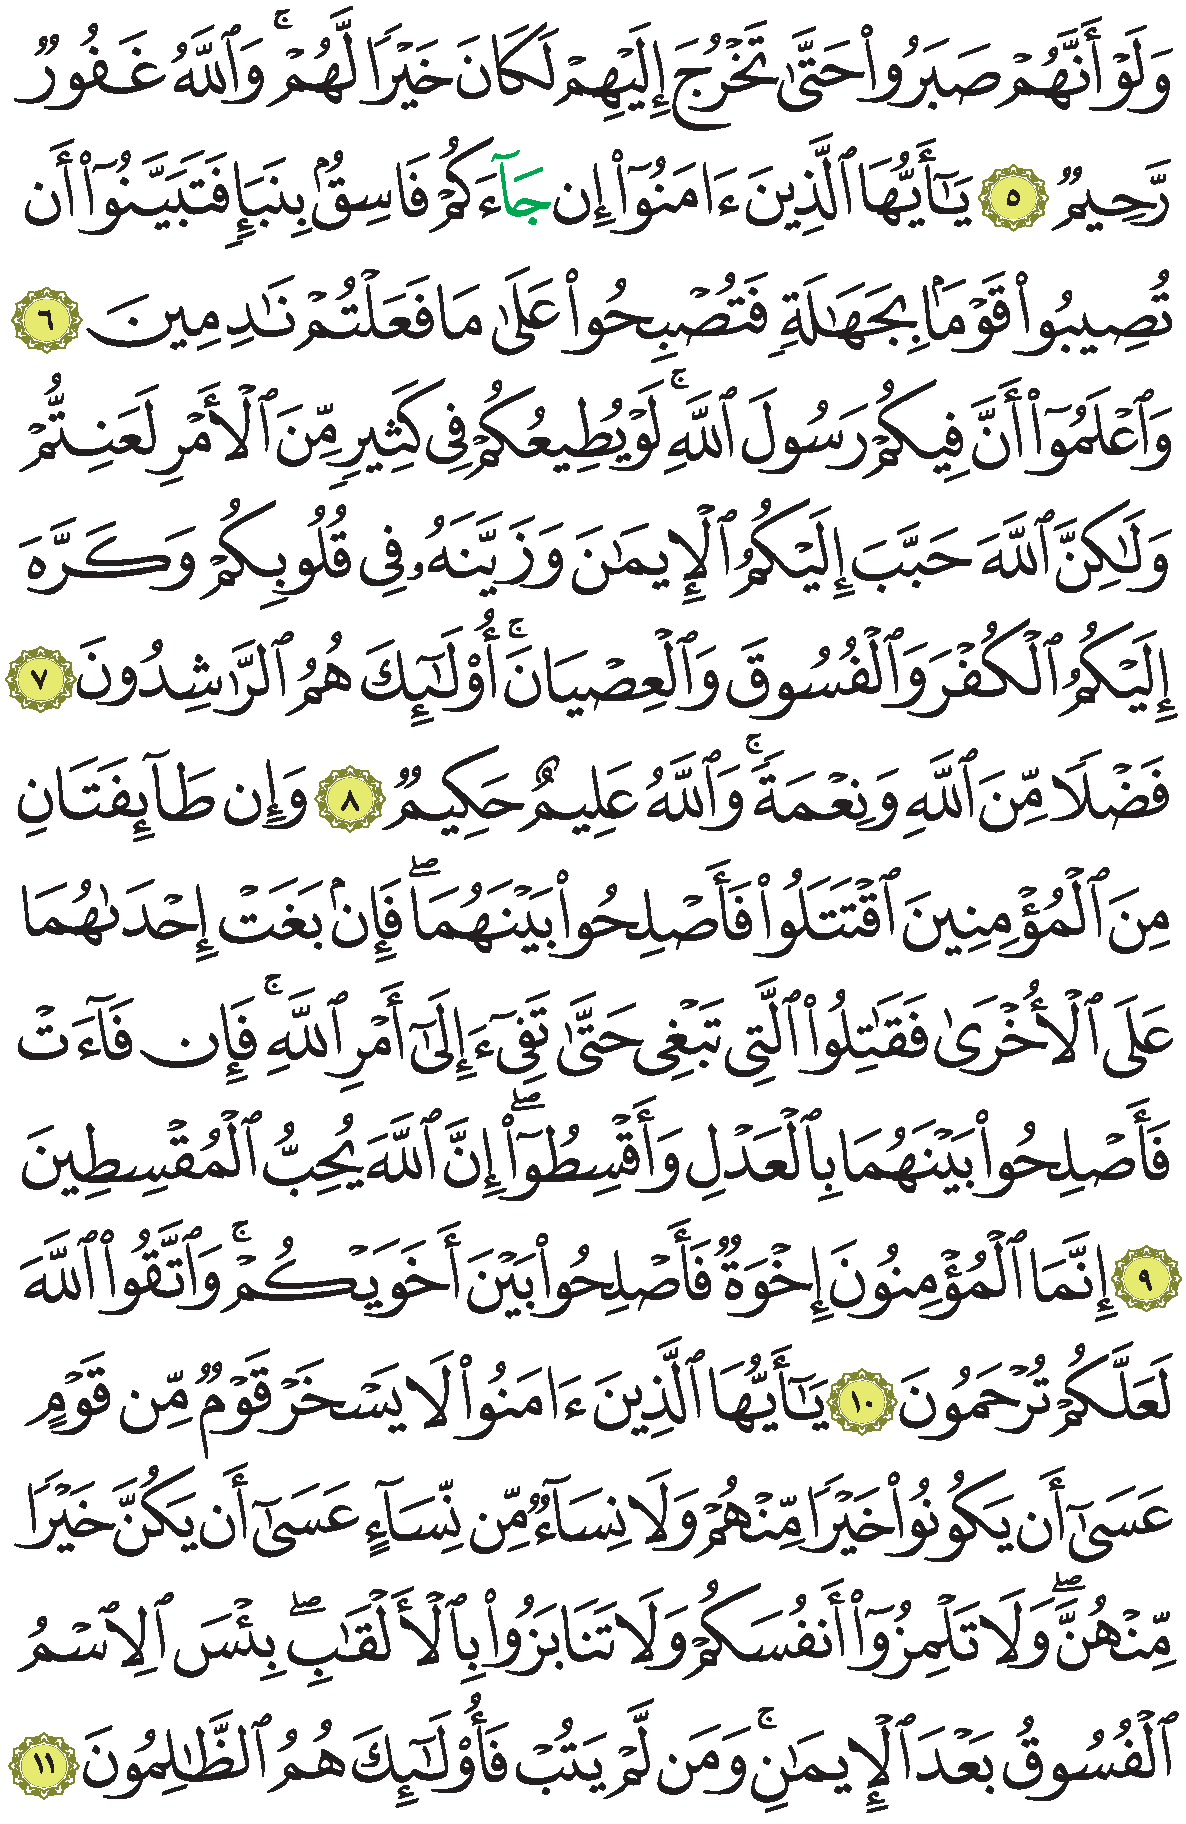 وَلَوْ أَنَّهُمْ صَبَرُوا۟ حَتَّىٰ تَخْرُجَ إِلَيْهِمْ لَكَانَ خَيْرًا لَّهُمْ ۚ وَٱللَّهُ غَفُورٌ
رَّحِيمٌ ٥ يَـٰٓأَيُّهَا ٱلَّذِينَ ءَامَنُوٓا۟ إِن جَآءَكُمْ فَاسِقٌۢ بِنَبَإٍ فَتَبَيَّنُوٓا۟ أَن
تُصِيبُوا۟ قَوْمًۢا بِجَهَـٰلَةٍ فَتُصْبِحُوا۟ عَلَىٰ مَا فَعَلْتُمْ نَـٰدِمِينَ ٦
وَٱعْلَمُوٓا۟ أَنَّ فِيكُمْ رَسُولَ ٱللَّهِ ۚ لَوْ يُطِيعُكُمْ فِى كَثِيرٍ مِّنَ ٱلْأَمْرِ لَعَنِتُّمْ
وَلَـٰكِنَّ ٱللَّهَ حَبَّبَ إِلَيْكُمُ ٱلْإِيمَـٰنَ وَزَيَّنَهُۥ فِى قُلُوبِكُمْ وَكَرَّهَ
إِلَيْكُمُ ٱلْكُفْرَ وَٱلْفُسُوقَ وَٱلْعِصْيَانَ ۚ أُو۟لَـٰٓئِكَ هُمُ ٱلرَّٰشِدُونَ ٧
فَضْلًا مِّنَ ٱللَّهِ وَنِعْمَةً ۚ وَٱللَّهُ عَلِيمٌ حَكِيمٌ ٨ وَإِن طَآئِفَتَانِ
مِنَ ٱلْمُؤْمِنِينَ ٱقْتَتَلُوا۟ فَأَصْلِحُوا۟ بَيْنَهُمَا ۖ فَإِنۢ بَغَتْ إِحْدَىٰهُمَا
عَلَى ٱلْأُخْرَىٰ فَقَـٰتِلُوا۟ ٱلَّتِى تَبْغِى حَتَّىٰ تَفِىٓءَ إِلَىٰٓ أَمْرِ ٱللَّهِ ۚ فَإِن فَآءَتْ
فَأَصْلِحُوا۟ بَيْنَهُمَا بِٱلْعَدْلِ وَأَقْسِطُوٓا۟ ۖ إِنَّ ٱللَّهَ يُحِبُّ ٱلْمُقْسِطِينَ
٩ إِنَّمَا ٱلْمُؤْمِنُونَ إِخْوَةٌ فَأَصْلِحُوا۟ بَيْنَ أَخَوَيْكُمْ ۚ وَٱتَّقُوا۟ ٱللَّهَ
لَعَلَّكُمْ تُرْحَمُونَ ١٠ يَـٰٓأَيُّهَا ٱلَّذِينَ ءَامَنُوا۟ لَا يَسْخَرْ قَوْمٌ مِّن قَوْمٍ
عَسَىٰٓ أَن يَكُونُوا۟ خَيْرًا مِّنْهُمْ وَلَا نِسَآءٌ مِّن نِّسَآءٍ عَسَىٰٓ أَن يَكُنَّ خَيْرًا
مِّنْهُنَّ ۖ وَلَا تَلْمِزُوٓا۟ أَنفُسَكُمْ وَلَا تَنَابَزُوا۟ بِٱلْأَلْقَـٰبِ ۖ بِئْسَ ٱلِٱسْمُ
ٱلْفُسُوقُ بَعْدَ ٱلْإِيمَـٰنِ ۚ وَمَن لَّمْ يَتُبْ فَأُو۟لَـٰٓئِكَ هُمُ ٱلظَّـٰلِمُونَ ١١